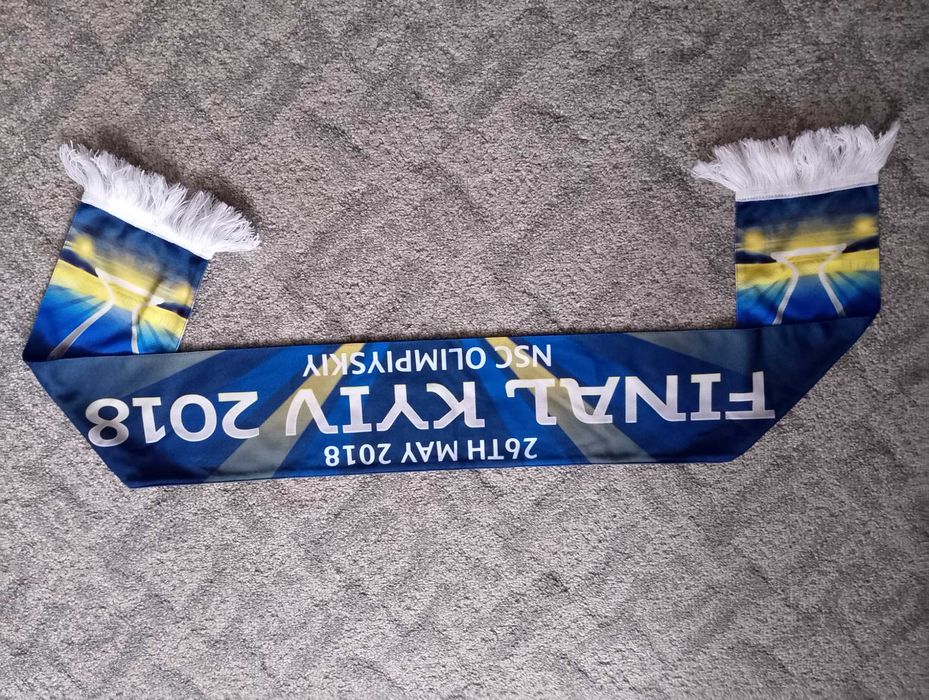 26TH MAY 2018
FINAL KYIV 2018
NSC OLIMPIYSKIY